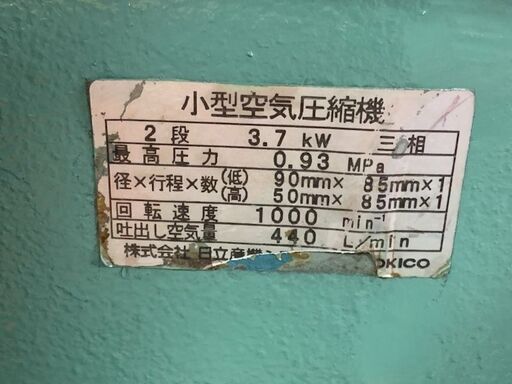 小型空気圧縮機
2段 3.7 kW 三相
最高圧力 0.93 MPa
径×行程×数 (低) 90mm× 85mm×1
(高) 50mm× 85mm×1
回転速度 1000 min⁻¹
吐出し空気量 440 L/min
株式会社 日立産機 OKICO